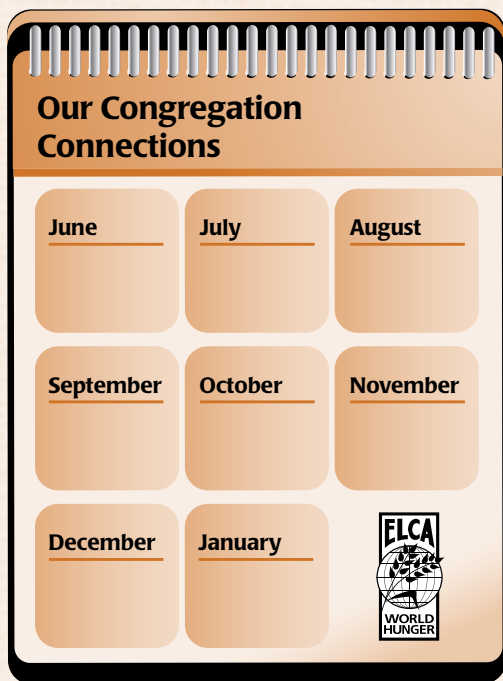 Our Congregation
Connections
June
July
August
September
October
November
December
January
ELCA
WORLD
HUNGER